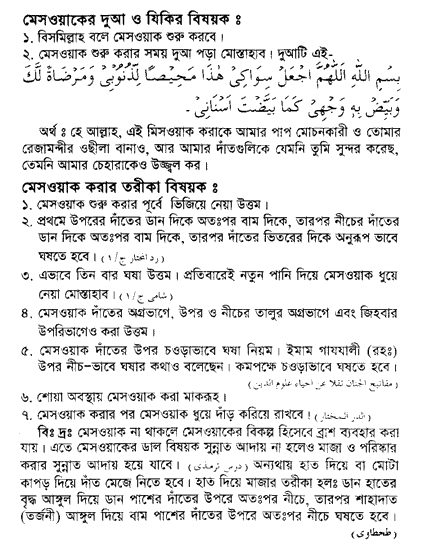 মেসওয়াকের দুআ ও যিকির বিষয়ক ঃ
১. বিসমিল্লাহ বলে মেসওয়াক শুরু করবে।
২. মেসওয়াক শুরু করার সময় দুআ পড়া মোস্তাহাব। দুআটি এই-
بِسْمِ اللهِ اَللّٰهُمَّ اجْعَلْ سِوَاكِىْ هٰذَا مَحِيْصًا لِّذُنُوْبِىْ وَمَرْضَاةً لَّكَ
وَبَيِّضْ بِهٖ وَجْهِىْ كَمَا بَيَّضْتَ اَسْنَانِىْ.
অর্থ ঃ হে আল্লাহ, এই মিসওয়াক করাকে আমার পাপ মোচনকারী ও তোমার
রেজামন্দীর ওছীলা বানাও, আর আমার দাঁতগুলিকে যেমনি তুমি সুন্দর করেছ,
তেমনি আমার চেহারাকেও উজ্জ্বল কর।
মেসওয়াক করার তরীকা বিষয়ক ঃ
১. মেসওয়াক শুরু করার পূর্বে ভিজিয়ে নেয়া উত্তম।
২. প্রথমে উপরের দাঁতের ডান দিকে অতঃপর বাম দিকে, তারপর নীচের দাঁতের
ডান দিকে অতঃপর বাম দিকে, তারপর দাঁতের ভিতরের দিকে অনুরূপ ভাবে
ঘষতে হবে। (رد المحتار ج/١)
৩. এভাবে তিন বার ঘষা উত্তম। প্রতিবারেই নতুন পানি দিয়ে মেসওয়াক ধুয়ে
নেয়া মোস্তাহাব। (شامى ج/١)
৪. মেসওয়াক দাঁতের অগ্রভাগে, উপর ও নীচের তালুর অগ্রভাগে এবং জিহবার
উপরিভাগেও করা উত্তম।
৫. মেসওয়াক দাঁতের উপর চওড়াভাবে ঘষা নিয়ম। ইমাম গাযযালী (রহঃ)
উপর নীচ-ভাবে ঘষার কথাও বলেছেন। কমপক্ষে চওড়াভাবে ঘষতে হবে।
(مفاتيح الجنان نقلا عن احياء علوم الدين)
৬. শোয়া অবস্থায় মেসওয়াক করা মাকরূহ।
৭. মেসওয়াক করার পর মেসওয়াক ধুয়ে দাঁড় করিয়ে রাখবে! (الدر المختار)
বিঃ দ্রঃ মেসওয়াক না থাকলে মেসওয়াকের বিকল্প হিসেবে ব্রাশ ব্যবহার করা
যায়। এতে মেসওয়াকের ডাল বিষয়ক সুন্নাত আদায় না হলেও মাজা ও পরিস্কার
করার সুন্নাত আদায় হয়ে যাবে। (درس ترمذى) অন্যথায় হাত দিয়ে বা মোটা
কাপড় দিয়ে দাঁত মেজে নিতে হবে। হাত দিয়ে মাজার তরীকা হলঃ ডান হাতের
বৃদ্ধ আঙ্গুল দিয়ে ডান পাশের দাঁতের উপরে অতঃপর নীচে, তারপর শাহাদাত
(তর্জনী) আঙ্গুল দিয়ে বাম পাশের দাঁতের উপরে অতঃপর নীচে ঘষতে হবে।
(طحطاوى)